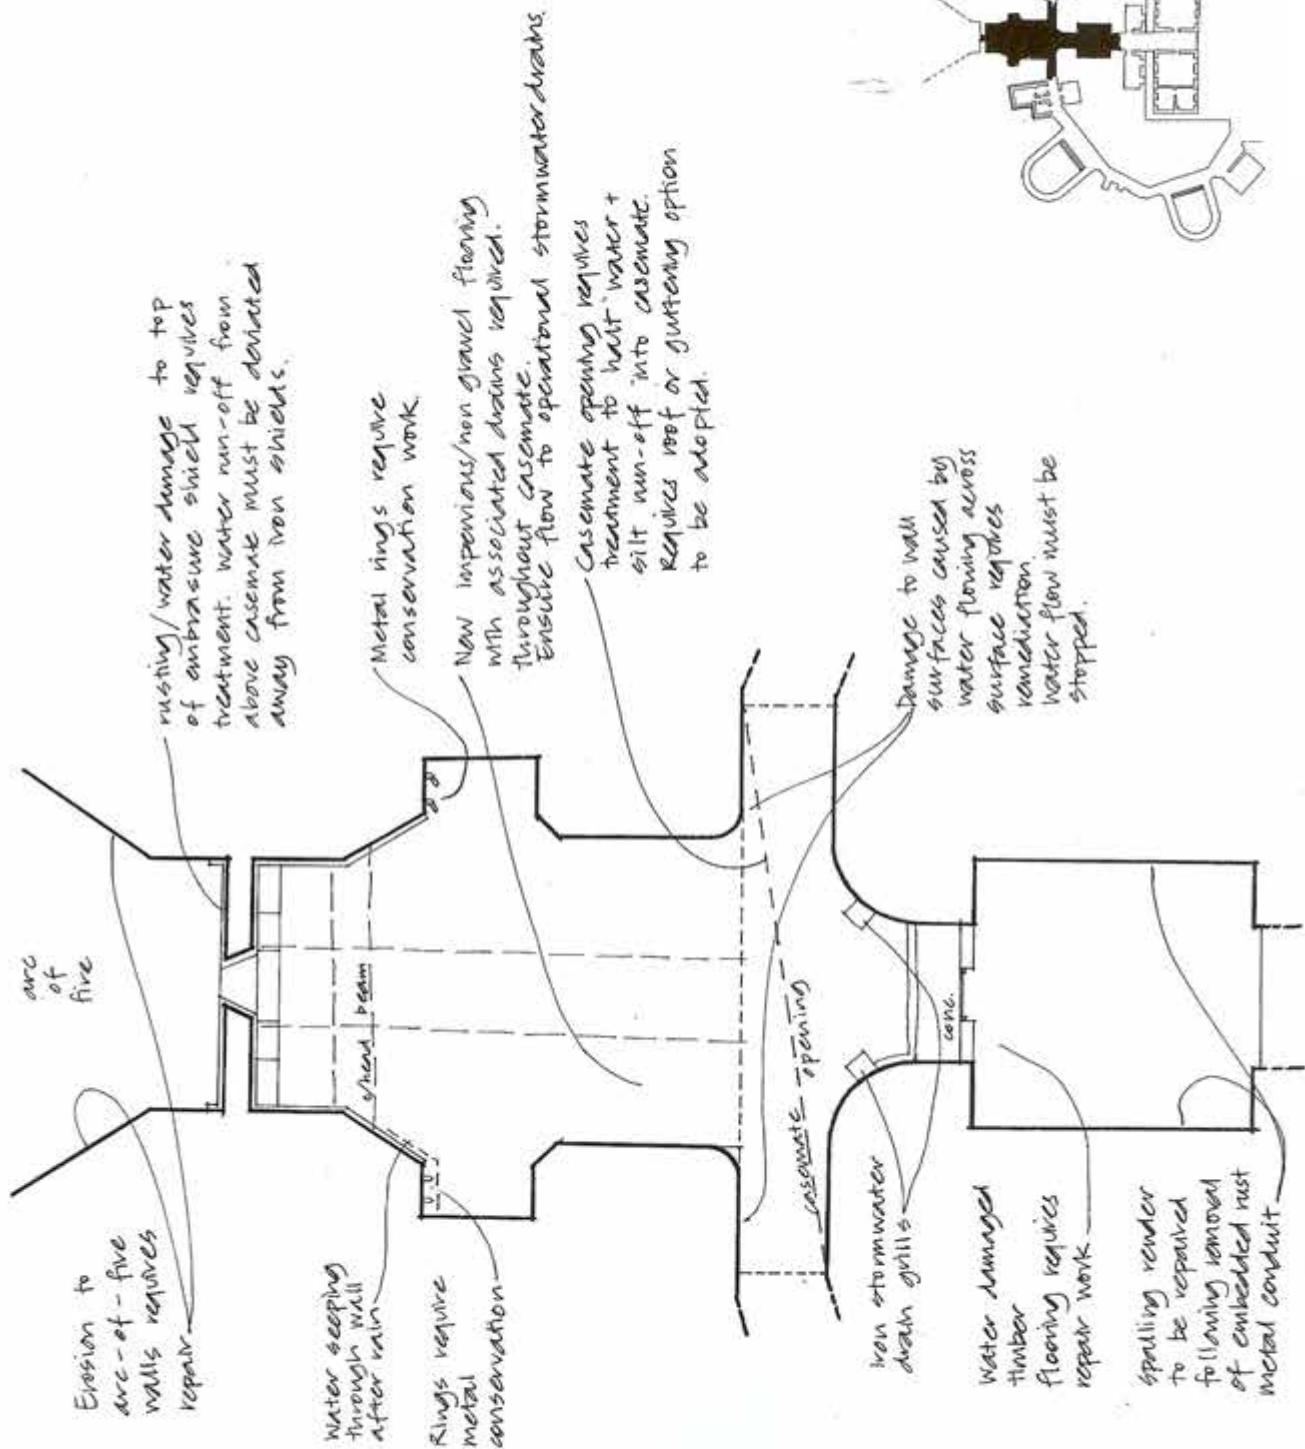 Erosion to
arc-of-fire
walls requires
repair
arc
of
fire
rusting/water damage to top
of embrasure shield requires
treatment. Water run-off from
above casemate must be deviated
away from iron shields.
Water seeping
through wall
after rain
Rings require
metal
conservation
beam
Metal rings require
conservation work.
New impervious/non gravel flooring
with associated drains required.
throughout casemate.
Ensure flow to operational stormwater drains.
Casemate opening requires
treatment to halt water +
silt run-off into casemate.
Requires roof or guttering option
to be adopted.
casemate opening
Damage to wall
surfaces caused by
water flowing across
surface requires
remediation.
Water flow must be
stopped.
Iron stormwater
drain grills
conc.
Water damaged
timber
flooring requires
repair work
Spalling render
to be repaired
following removal
of embedded rust
metal conduit